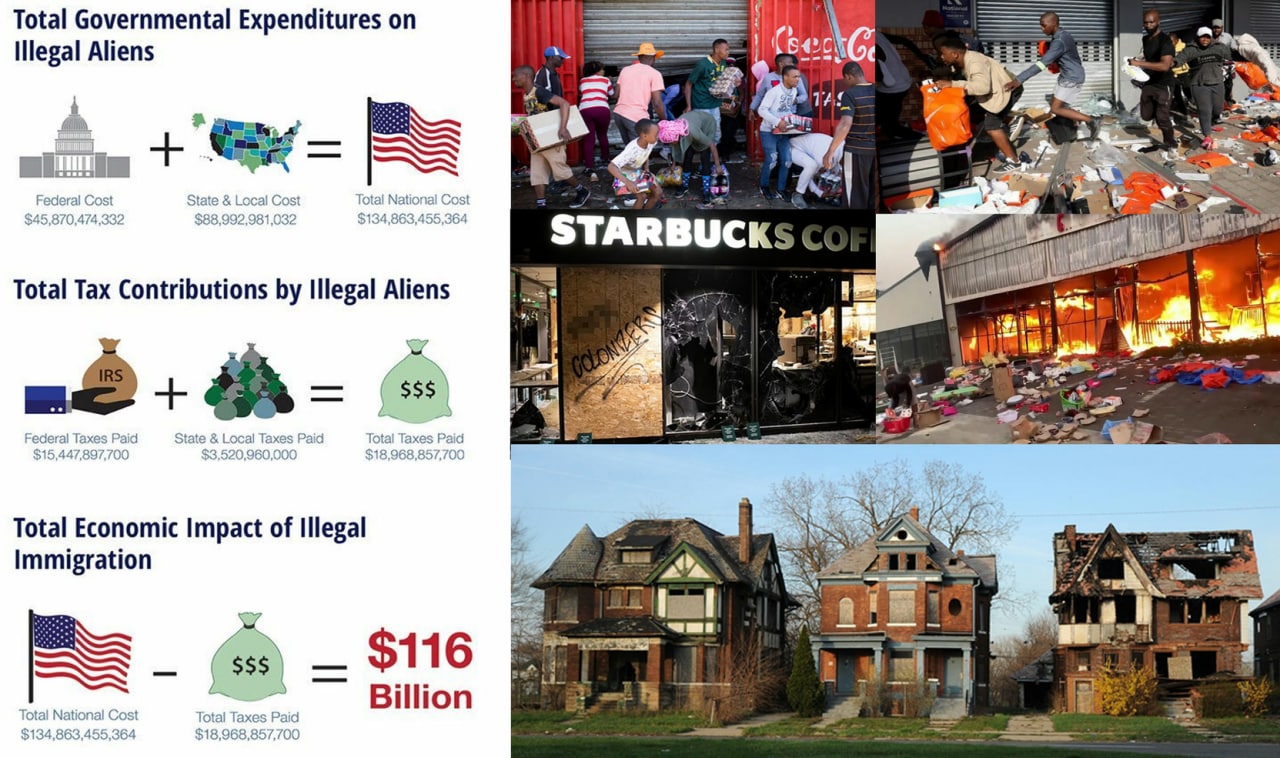 Total Governmental Expenditures on
Illegal Aliens
Federal Cost
$45,870,474,332
State & Local Cost
$88,992,981,032
Total National Cost
$134,863,455,364
Total Tax Contributions by Illegal Aliens
IRS
$$$
Federal Taxes Paid
$15,447,897,700
State & Local Taxes Paid
$3,520,960,000
Total Taxes Paid
$18,968,857,700
Total Economic Impact of Illegal
Immigration
$$$
$116
Billion
Total National Cost
$134,863,455,364
Total Taxes Paid
$18,968,857,700
Coca-Co
TAS
National
STARBUCKS COF
COLONIZERS